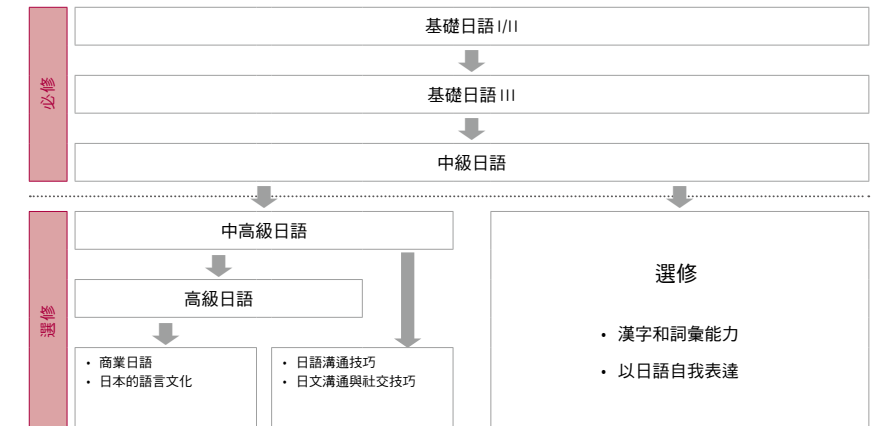 必修
基礎日語 I/II
基礎日語 III
中級日語
選修
中高級日語
高級日語
• 商業日語
• 日本的語言文化
• 日語溝通技巧
• 日文溝通與社交技巧
選修
• 漢字和詞彙能力
• 以日語自我表達